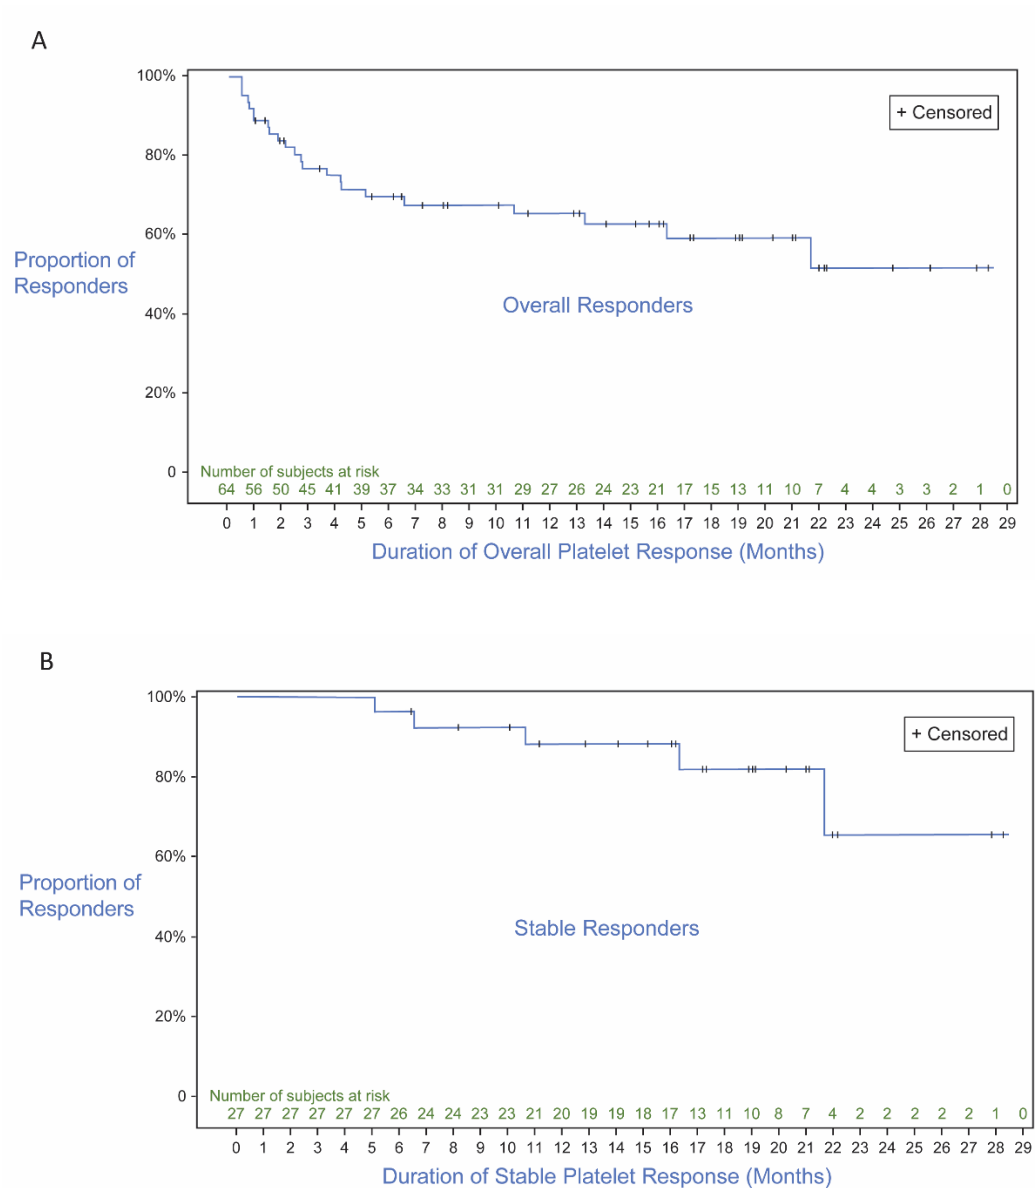 A
100%
+ Censored
80%
60%
Proportion of
Responders
Overall Responders
40%
20%
0
Number of subjects at risk
64 56 50 45 41 39 37 34 33 31 31 29 27 26 24 23 21 17 15 13 11 10 7 4 4 3 3 2 1 0
0 1 2 3 4 5 6 7 8 9 10 11 12 13 14 15 16 17 18 19 20 21 22 23 24 25 26 27 28 29
Duration of Overall Platelet Response (Months)
B
100%
+ Censored
80%
60%
Proportion of
Responders
Stable Responders
40%
20%
0
Number of subjects at risk
27 27 27 27 27 27 26 24 24 23 23 21 20 19 19 18 17 13 11 10 8 7 4 2 2 2 2 2 1 0
0 1 2 3 4 5 6 7 8 9 10 11 12 13 14 15 16 17 18 19 20 21 22 23 24 25 26 27 28 29
Duration of Stable Platelet Response (Months)